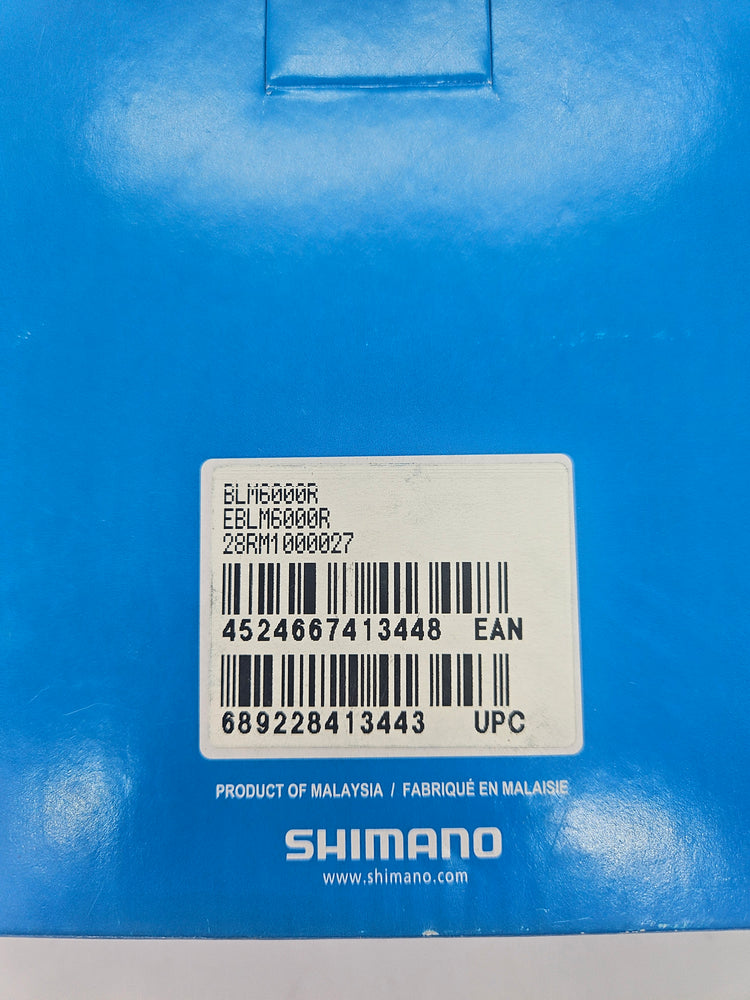 BLM6000R
EBLM6000R
28RM1000027
4524667413448 EAN
689228413443 UPC
PRODUCT OF MALAYSIA / FABRIQUÉ EN MALAISIE
SHIMANO
www.shimano.com